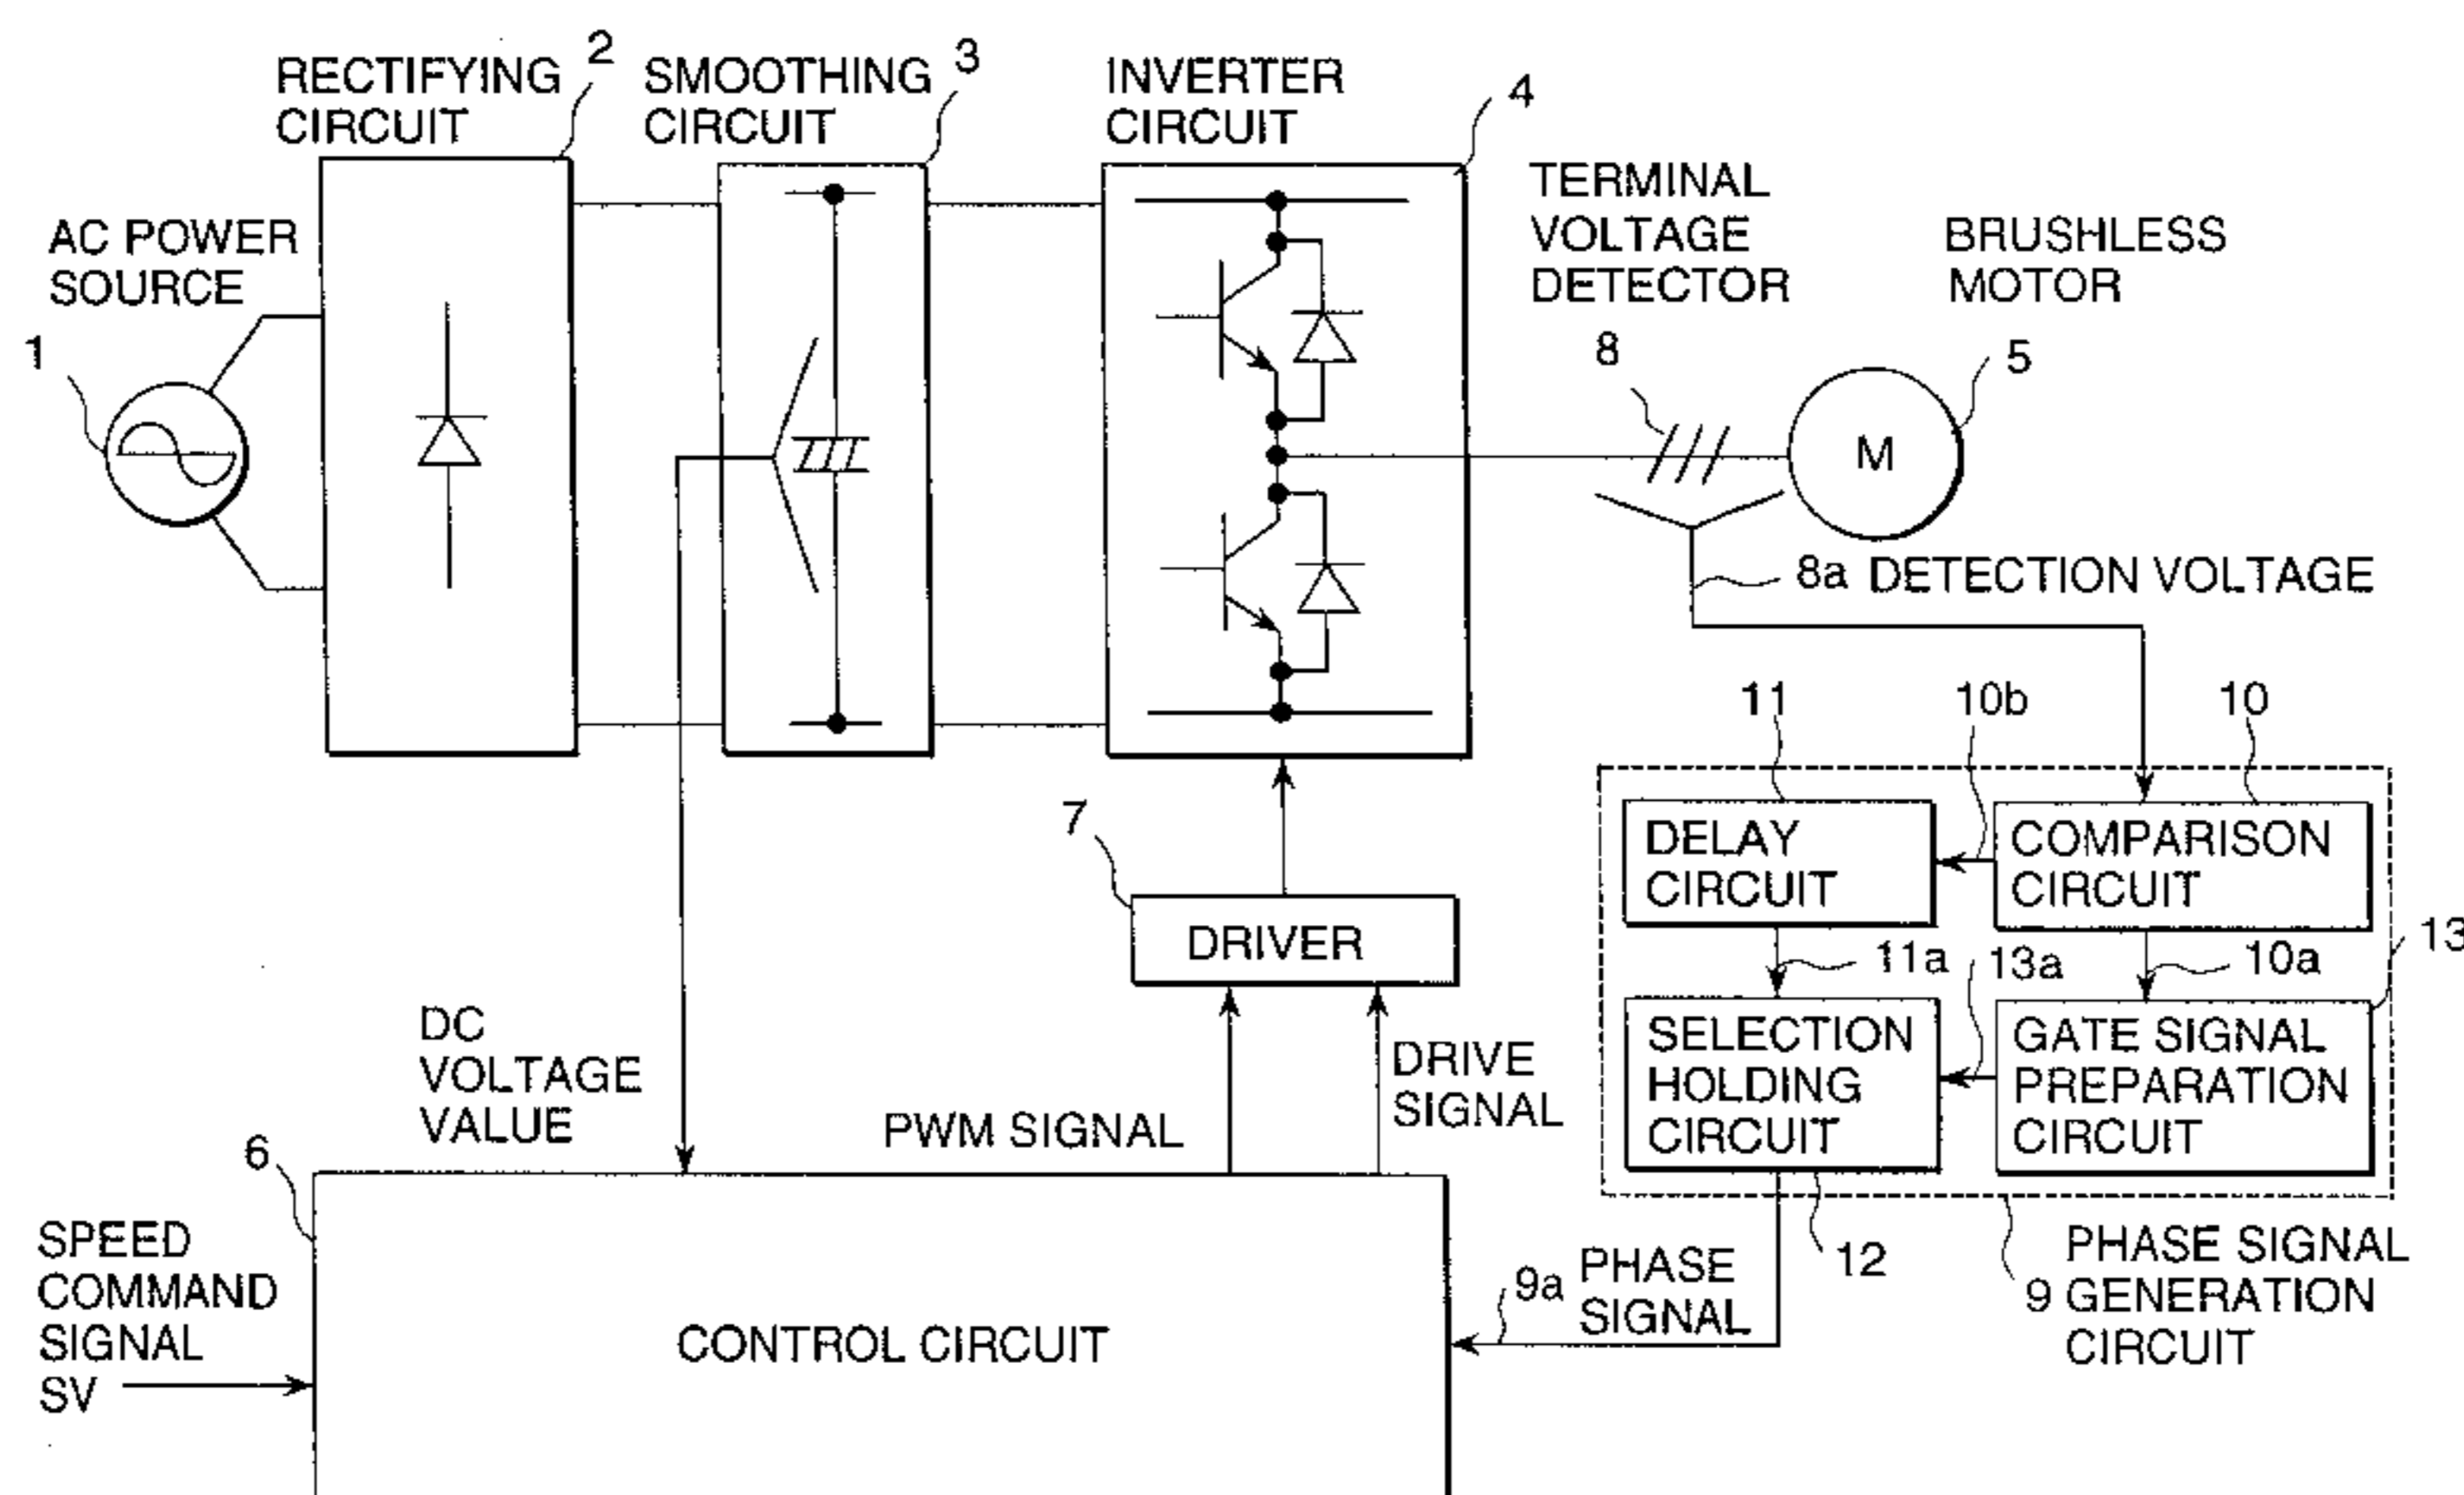 RECTIFYING
CIRCUIT
2
SMOOTHING
CIRCUIT
3
INVERTER
CIRCUIT
4
AC POWER
SOURCE
1
TERMINAL
VOLTAGE
DETECTOR
8
BRUSHLESS
MOTOR
5
M
8a DETECTION VOLTAGE
11
10b
10
DELAY
CIRCUIT
COMPARISON
CIRCUIT
13
11a
13a
10a
SELECTION
HOLDING
CIRCUIT
GATE SIGNAL
PREPARATION
CIRCUIT
12
9 PHASE SIGNAL
GENERATION
CIRCUIT
7
DRIVER
DC
VOLTAGE
VALUE
PWM SIGNAL
DRIVE
SIGNAL
6
SPEED
COMMAND
SIGNAL
SV
CONTROL CIRCUIT
9a
PHASE
SIGNAL